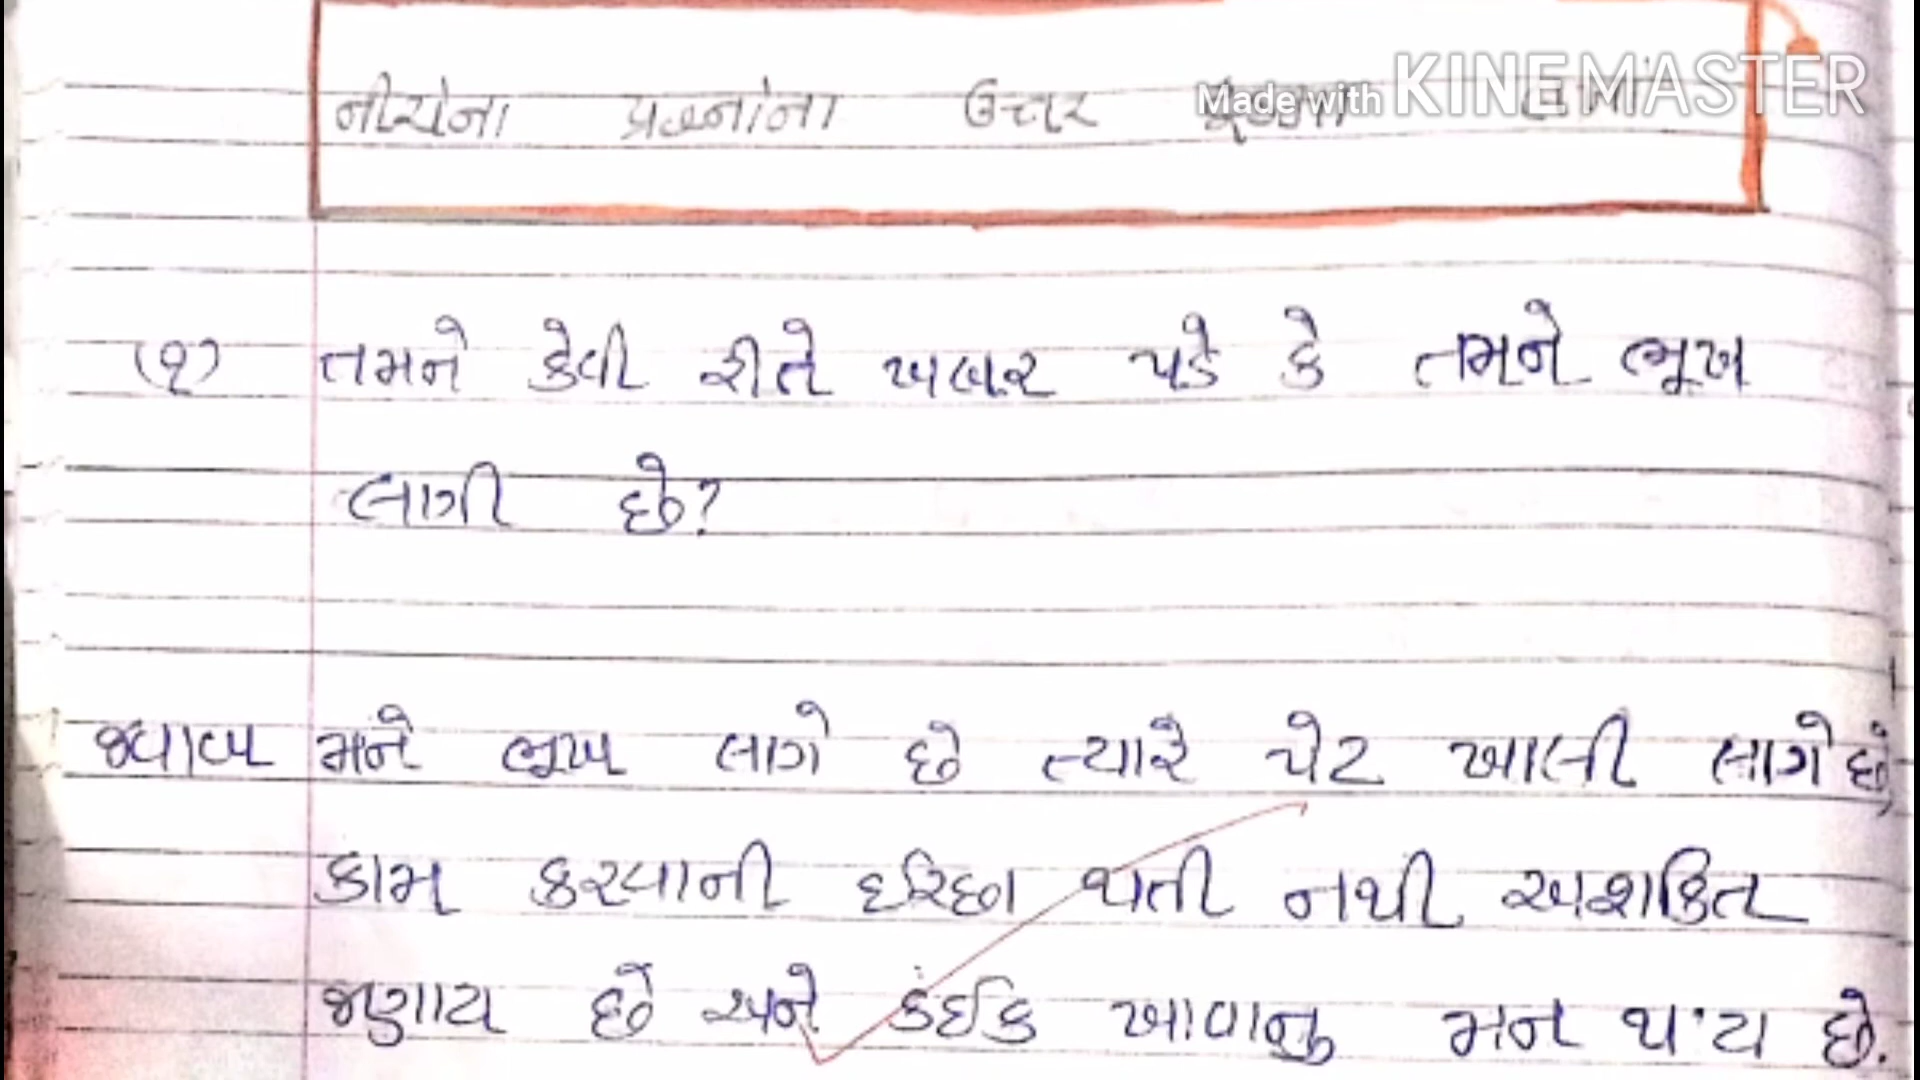 નીચેના પ્રશ્નોના ઉત્તર
Made with KINEMASTER
(૧) તમને કેવી રીતે ખબર પડે કે તમને ભૂખ
લાગી છે?
જવાબ મને ભૂખ લાગે છે ત્યારે પેટ ખાલી લાગે છે,
કામ કરવાની ઈચ્છા થતી નથી અશકિત
જણાય છે અને કંઈક ખાવાનુ મન થાય છે.